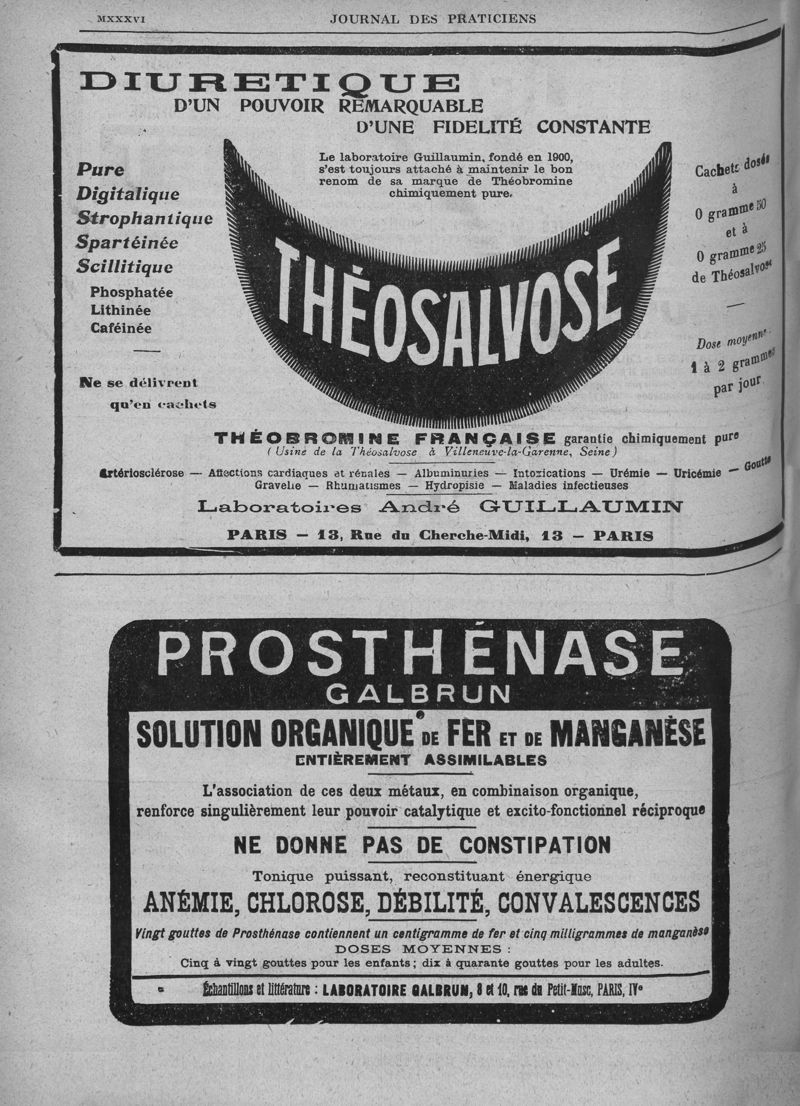 MXXXVI
JOURNAL DES PRATICIENS
DIURETIQUE
D'UN POUVOIR REMARQUABLE
D'UNE FIDELITÉ CONSTANTE
Le laboratoire Guillaumin, fondé en 1900,
s'est toujours attaché à maintenir le bon
renom de sa marque de Théobromine
chimiquement pure.
Pure
Digitalique
Strophantique
Spartéinée
Scillitique
Phosphatée
Lithinée
Caféinée
Ne se délivrent
qu'en cachets
THÉOSALVOSE
Cachets dosés
à
0 gramme 50
et à
0 gramme 25
de Théosalvose
Dose moyenne
1 à 2 grammes
par jour
THÉOBROMINE FRANÇAISE garantie chimiquement pure
(Usine de la Théosalvose à Villeneuve-la-Garenne, Seine)
Artériosclérose — Affections cardiaques et rénales — Albuminuries — Intoxications — Urémie — Uricémie — Goutte
Gravelle — Rhumatismes — Hydropisie — Maladies infectieuses
Laboratoires André GUILLAUMIN
PARIS — 13, Rue du Cherche-Midi, 13 — PARIS
PROSTHÉNASE
GALBRUN
SOLUTION ORGANIQUE DE FER ET DE MANGANÈSE
ENTIÈREMENT ASSIMILABLES
L'association de ces deux métaux, en combinaison organique,
renforce singulièrement leur pouvoir catalytique et excito-fonctionnel réciproque
NE DONNE PAS DE CONSTIPATION
Tonique puissant, reconstituant énergique
ANÉMIE, CHLOROSE, DÉBILITÉ, CONVALESCENCES
Vingt gouttes de Prosthénase contiennent un centigramme de fer et cinq milligrammes de manganèse
DOSES MOYENNES :
Cinq à vingt gouttes pour les enfants ; dix à quarante gouttes pour les adultes.
Échantillons et littérature : LABORATOIRE GALBRUN, 8 et 10, rue du Petit-Musc, PARIS, IVe